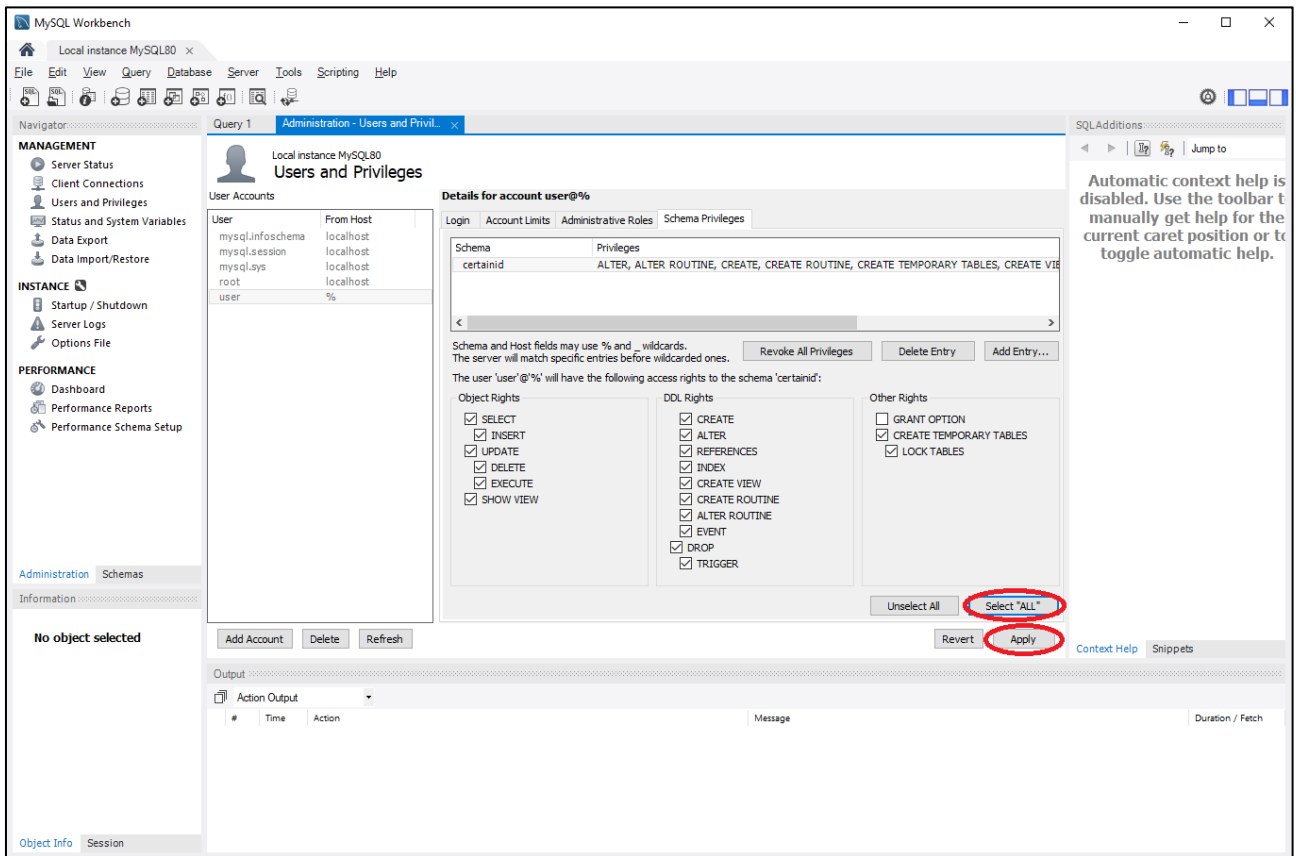 MySQL Workbench
Local instance MySQL80
File Edit View Query Database Server Tools Scripting Help
Navigator
MANAGEMENT
Server Status
Client Connections
Users and Privileges
Status and System Variables
Data Export
Data Import/Restore
INSTANCE
Startup / Shutdown
Server Logs
Options File
PERFORMANCE
Dashboard
Performance Reports
Performance Schema Setup
Administration Schemas
Information
No object selected
Object Info Session
Query 1 Administration - Users and Privil...
Local instance MySQL80
Users and Privileges
User Accounts
User From Host
mysql.infoschema localhost
mysql.session localhost
mysql.sys localhost
root localhost
user %
Add Account Delete Refresh
Details for account user@%
Login Account Limits Administrative Roles Schema Privileges
Schema Privileges
certainid ALTER, ALTER ROUTINE, CREATE, CREATE ROUTINE, CREATE TEMPORARY TABLES, CREATE VIE
Schema and Host fields may use % and _ wildcards.
The server will match specific entries before wildcarded ones.
Revoke All Privileges Delete Entry Add Entry...
The user 'user'@'%' will have the following access rights to the schema 'certainid':
Object Rights
SELECT
INSERT
UPDATE
DELETE
EXECUTE
SHOW VIEW
DDL Rights
CREATE
ALTER
REFERENCES
INDEX
CREATE VIEW
CREATE ROUTINE
ALTER ROUTINE
EVENT
DROP
TRIGGER
Other Rights
GRANT OPTION
CREATE TEMPORARY TABLES
LOCK TABLES
Unselect All Select "ALL"
Revert Apply
SQLAdditions
Jump to
Automatic context help is
disabled. Use the toolbar t
manually get help for the
current caret position or to
toggle automatic help.
Context Help Snippets
Output
Action Output
# Time Action Message Duration / Fetch